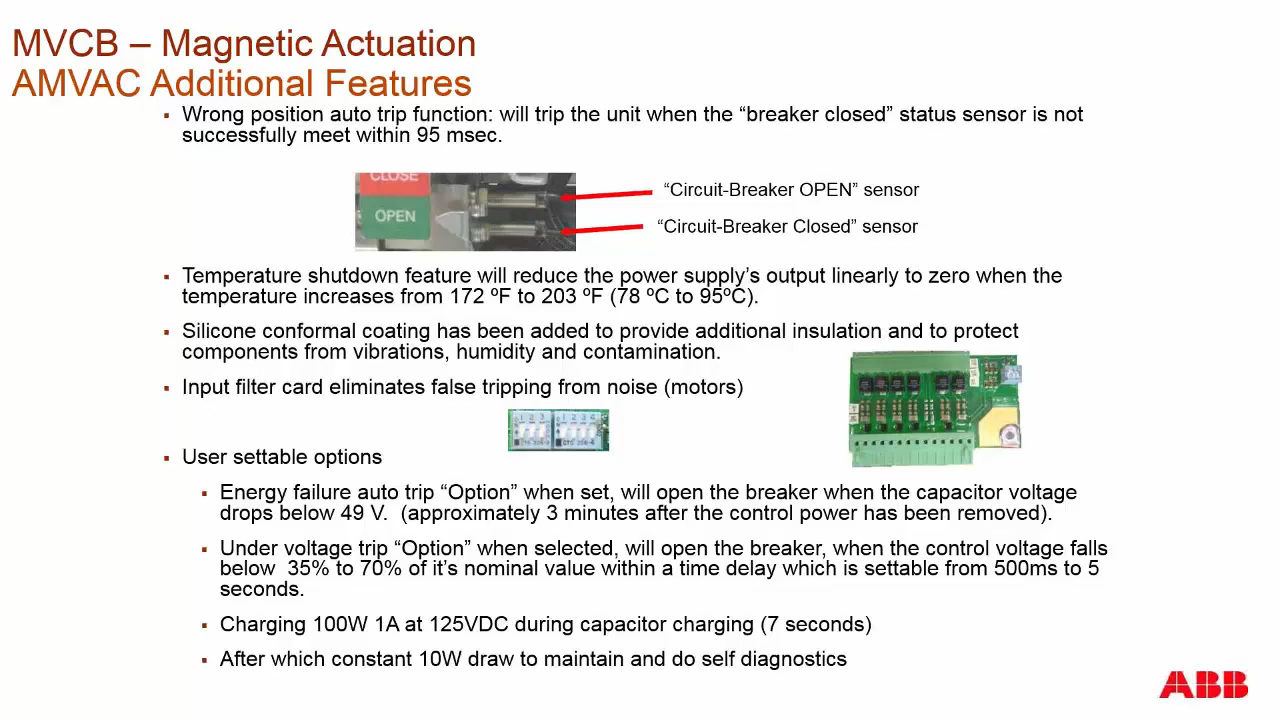 MVCB – Magnetic Actuation
AMVAC Additional Features
▪ Wrong position auto trip function: will trip the unit when the “breaker closed” status sensor is not
successfully meet within 95 msec.
CLOSE
OPEN
“Circuit-Breaker OPEN” sensor
“Circuit-Breaker Closed” sensor
▪ Temperature shutdown feature will reduce the power supply’s output linearly to zero when the
temperature increases from 172 ºF to 203 ºF (78 ºC to 95ºC).
▪ Silicone conformal coating has been added to provide additional insulation and to protect
components from vibrations, humidity and contamination.
▪ Input filter card eliminates false tripping from noise (motors)
1 2 3
1 2 3 4
▪ User settable options
▪ Energy failure auto trip “Option” when set, will open the breaker when the capacitor voltage
drops below 49 V.  (approximately 3 minutes after the control power has been removed).
▪ Under voltage trip “Option” when selected, will open the breaker, when the control voltage falls
below  35% to 70% of it’s nominal value within a time delay which is settable from 500ms to 5
seconds.
▪ Charging 100W 1A at 125VDC during capacitor charging (7 seconds)
▪ After which constant 10W draw to maintain and do self diagnostics
ABB